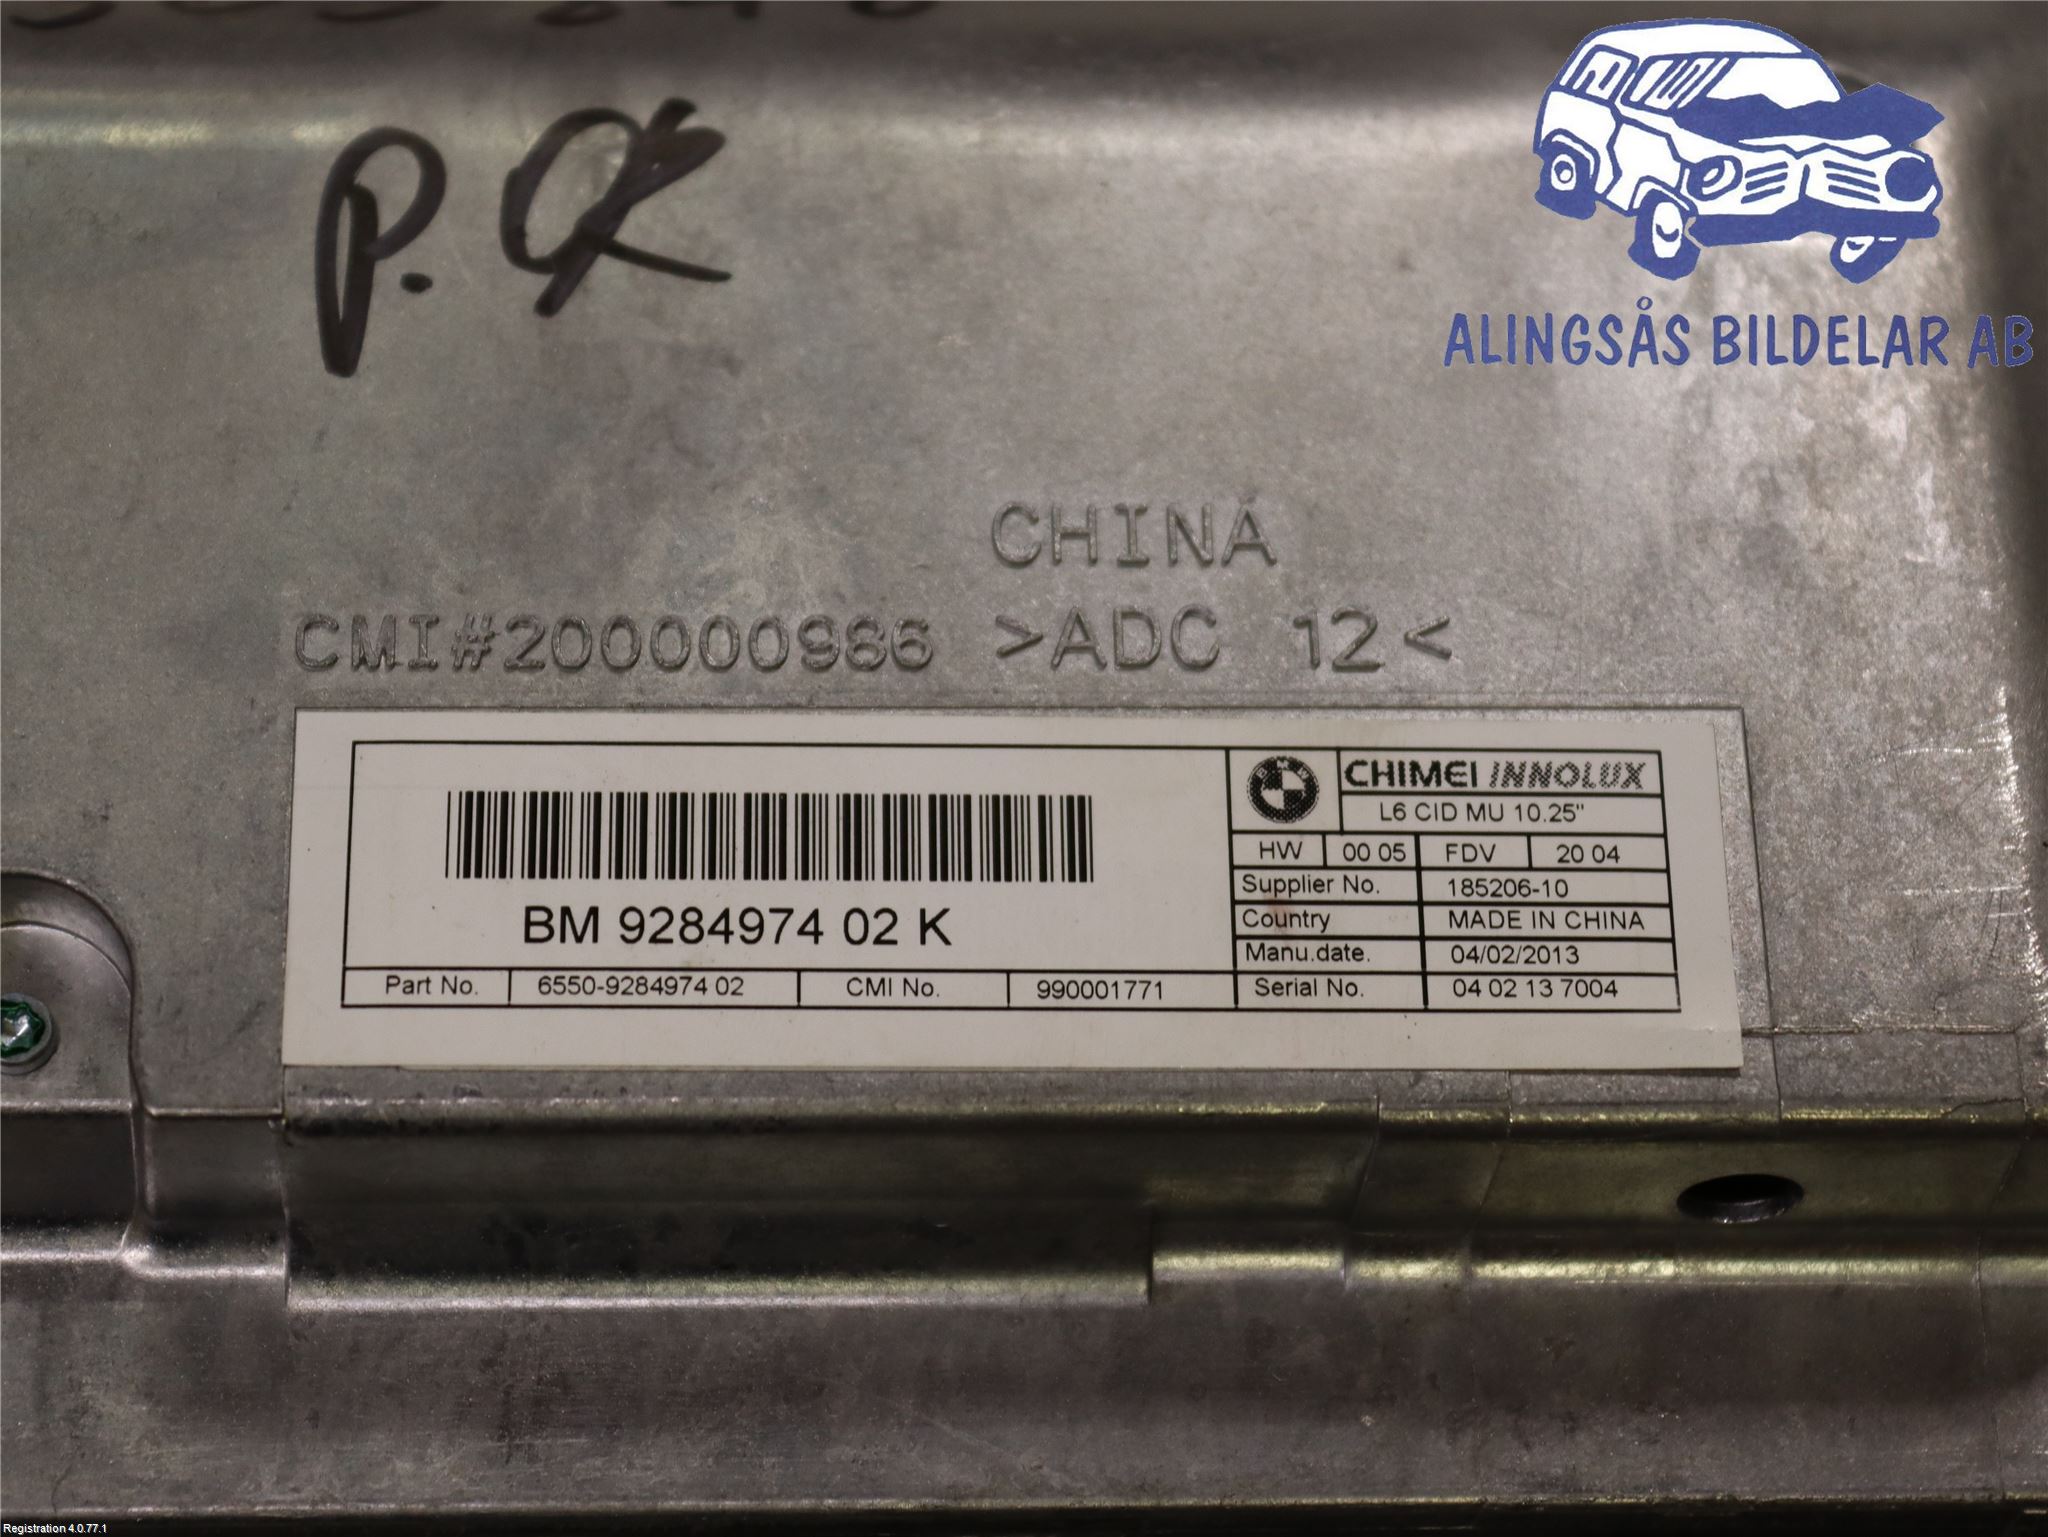 P. OK
ALINGSÅS BILDELAR AB
CHINA
CMI#200000986 >ADC 12<
BMW
CHIMEI INNOLUX
L6 CID MU 10.25"
HW 00 05 FDV 20 04
Supplier No. 185206-10
Country MADE IN CHINA
Manu.date. 04/02/2013
Serial No. 04 02 13 7004
BM 9284974 02 K
Part No. 6550-9284974 02 CMI No. 990001771
Registration 4.0.77.1